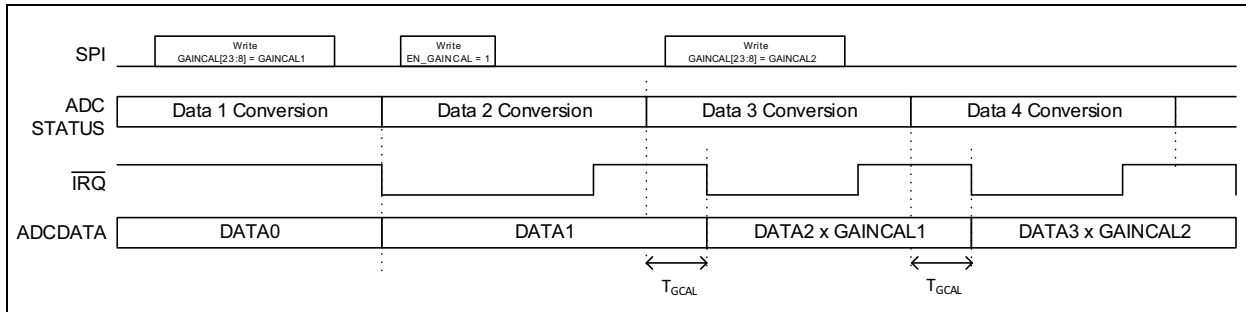 SPI
Write
GAINCAL[23:8] = GAINCAL1
Write
EN_GAINCAL = 1
Write
GAINCAL[23:8] = GAINCAL2
ADC
STATUS
Data 1 Conversion
Data 2 Conversion
Data 3 Conversion
Data 4 Conversion
IRQ
ADCDATA
DATA0
DATA1
DATA2 x GAINCAL1
DATA3 x GAINCAL2
TGCAL
TGCAL